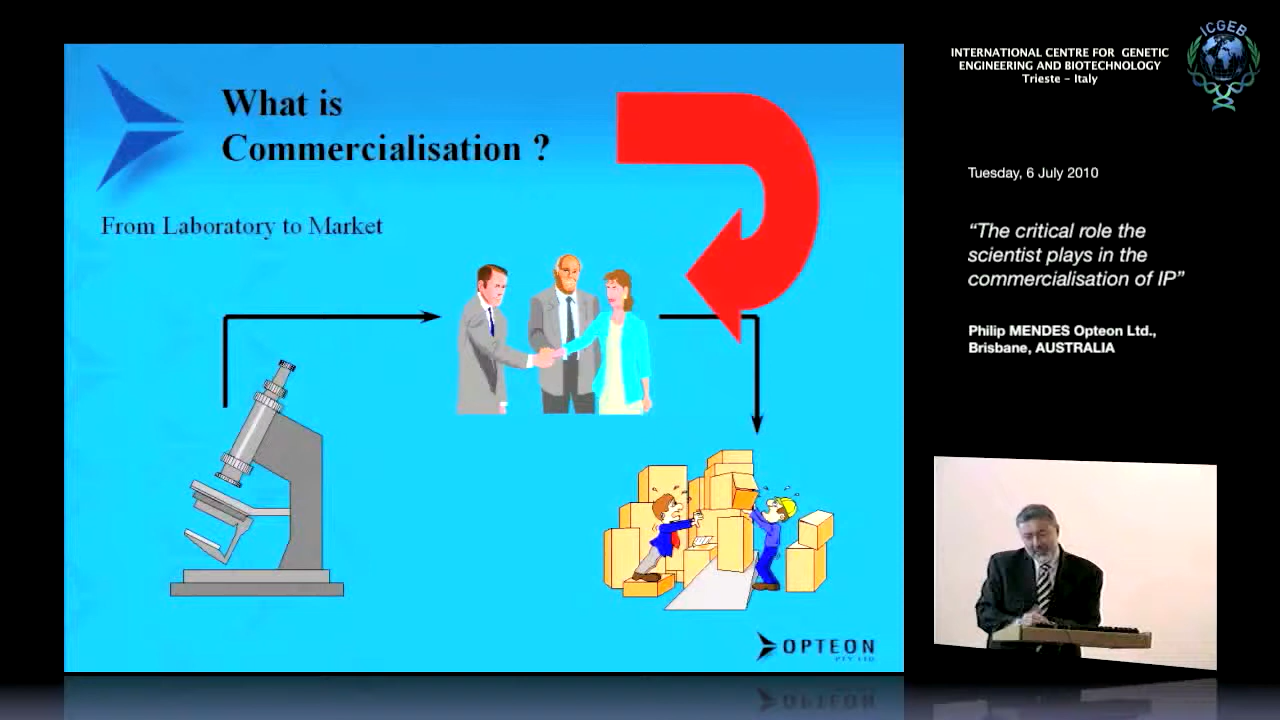 What is
Commercialisation ?
From Laboratory to Market
OPTEON
PTY LTD
INTERNATIONAL CENTRE FOR GENETIC
ENGINEERING AND BIOTECHNOLOGY
Trieste – Italy
ICGEB
Tuesday, 6 July 2010
“The critical role the
scientist plays in the
commercialisation of IP”
Philip MENDES Opteon Ltd.,
Brisbane, AUSTRALIA